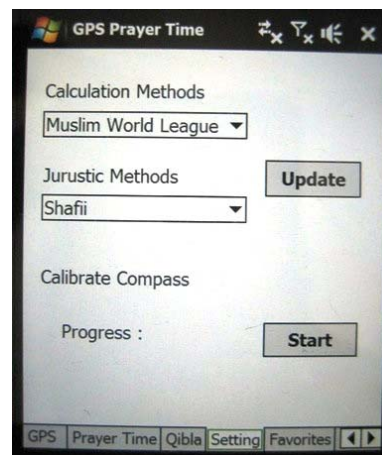 GPS Prayer Time
Calculation Methods
Muslim World League
Jurustic Methods
Update
Shafii
Calibrate Compass
Progress :
Start
GPS Prayer Time Qibla Setting Favorites